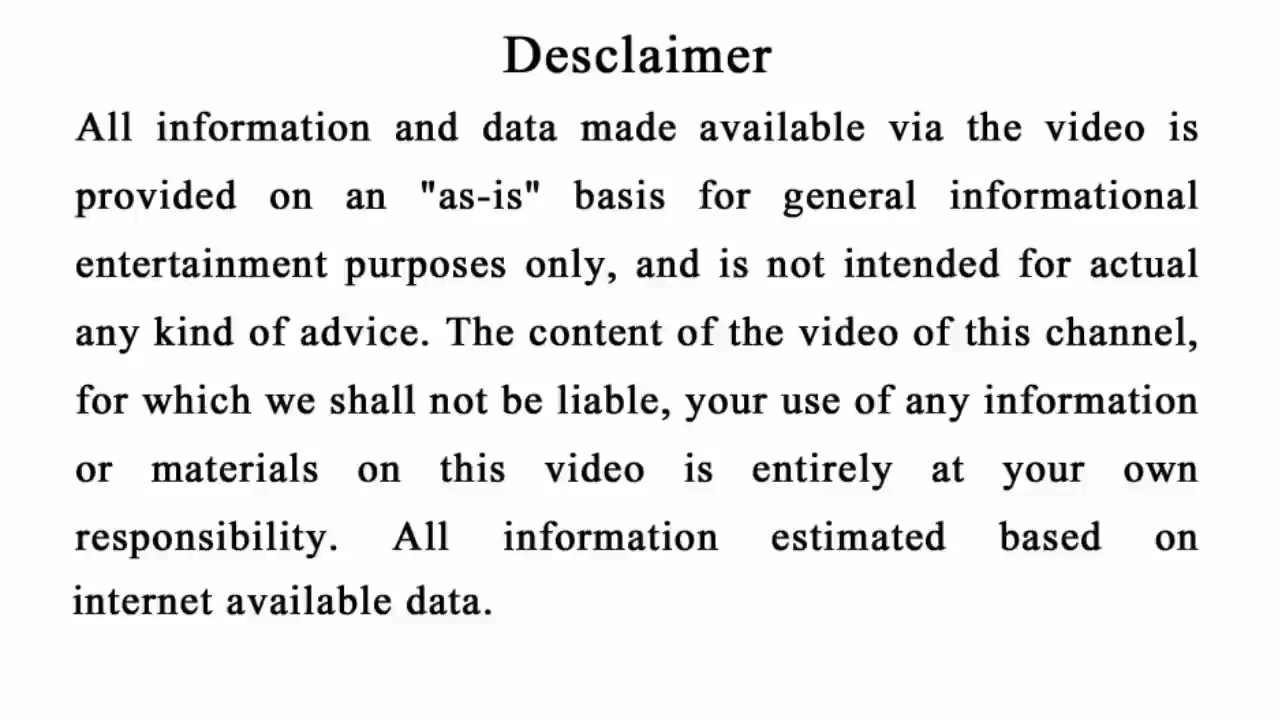 Desclaimer
All information and data made available via the video is
provided on an "as-is" basis for general informational
entertainment purposes only, and is not intended for actual
any kind of advice. The content of the video of this channel,
for which we shall not be liable, your use of any information
or materials on this video is entirely at your own
responsibility. All information estimated based on
internet available data.